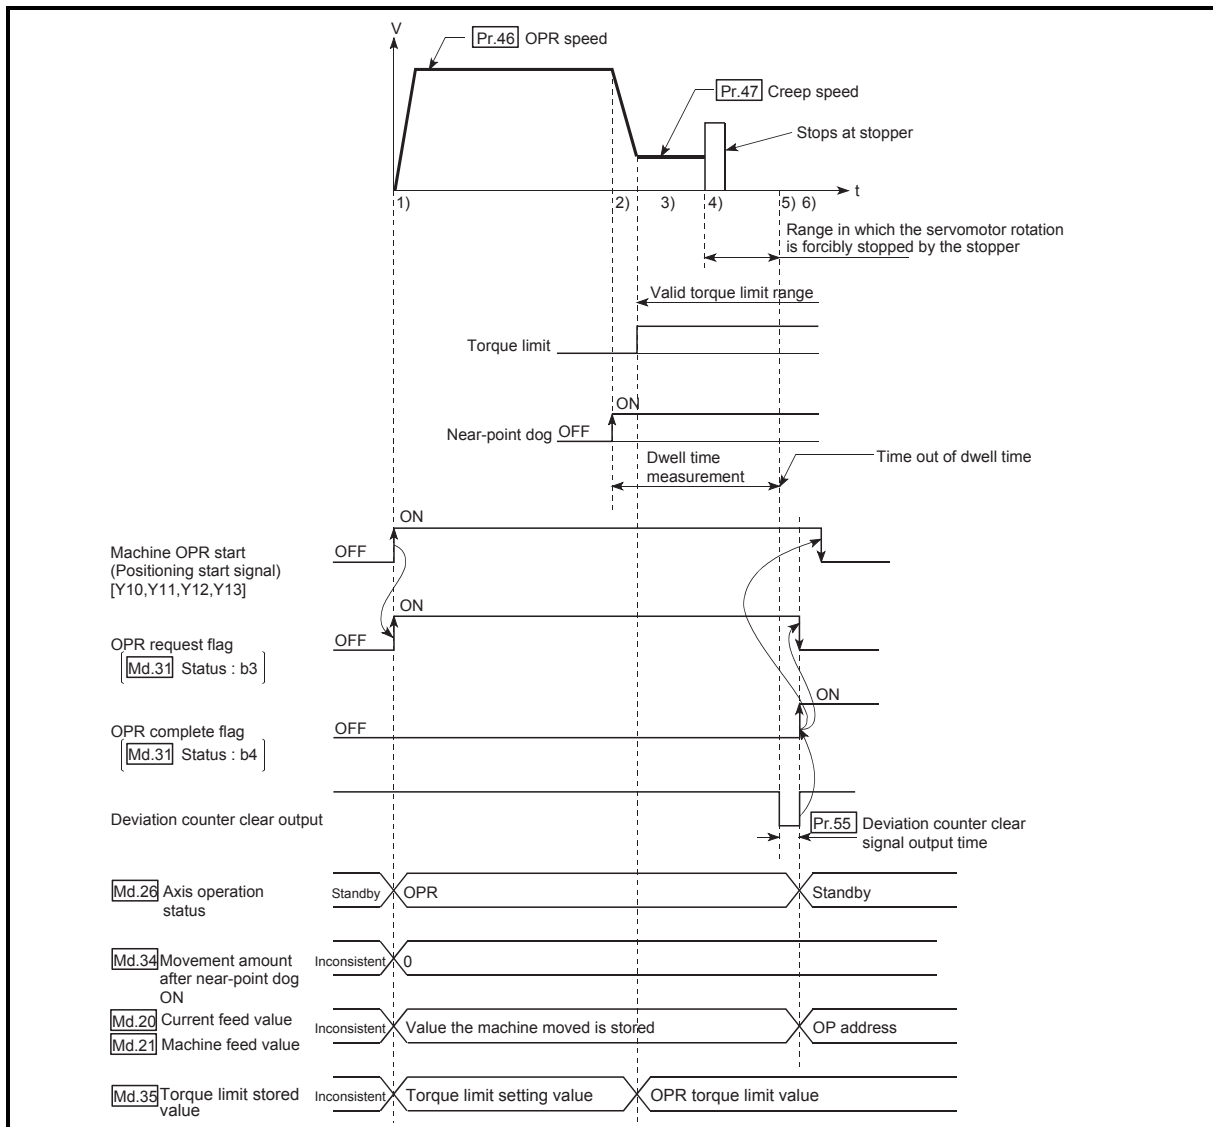 V
Pr.46 OPR speed
Pr.47 Creep speed
Stops at stopper
t
1) 2) 3) 4) 5) 6)
Range in which the servomotor rotation
is forcibly stopped by the stopper
Valid torque limit range
Torque limit
ON
Near-point dog OFF
Dwell time
measurement
Time out of dwell time
ON
Machine OPR start
(Positioning start signal)
[Y10,Y11,Y12,Y13]
OFF
ON
OPR request flag
Md.31 Status : b3
OFF
ON
OPR complete flag
Md.31 Status : b4
OFF
Deviation counter clear output
Pr.55 Deviation counter clear
signal output time
Md.26 Axis operation
status
Standby OPR Standby
Md.34 Movement amount
after near-point dog
ON
Inconsistent 0
Md.20 Current feed value
Md.21 Machine feed value
Inconsistent Value the machine moved is stored OP address
Md.35 Torque limit stored
value
Inconsistent Torque limit setting value OPR torque limit value